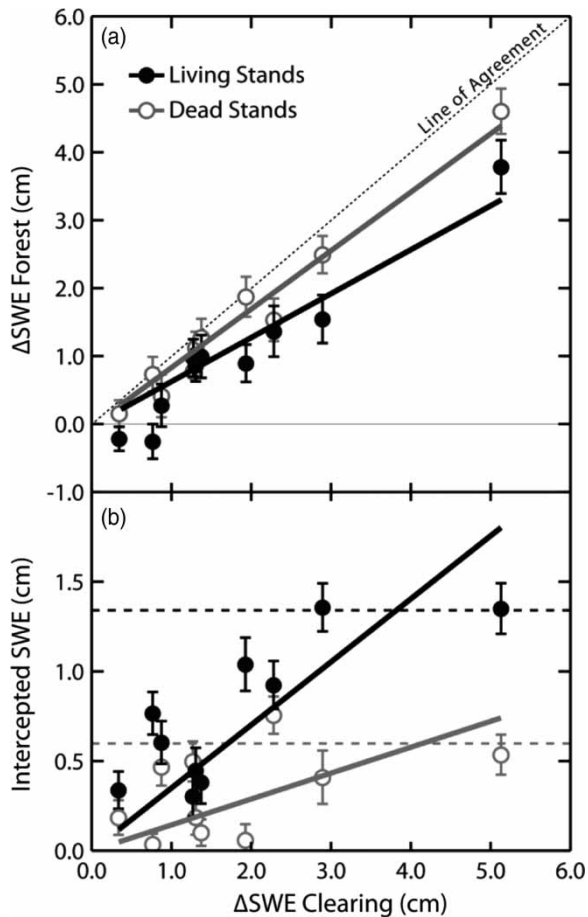 6.0
(a)
Living Stands
Dead Stands
Line of Agreement
5.0
4.0
3.0
2.0
1.0
0.0
-1.0
ΔSWE Forest (cm)
(b)
1.5
1.0
0.5
0.0
Intercepted SWE (cm)
0.0 1.0 2.0 3.0 4.0 5.0 6.0
ΔSWE Clearing (cm)